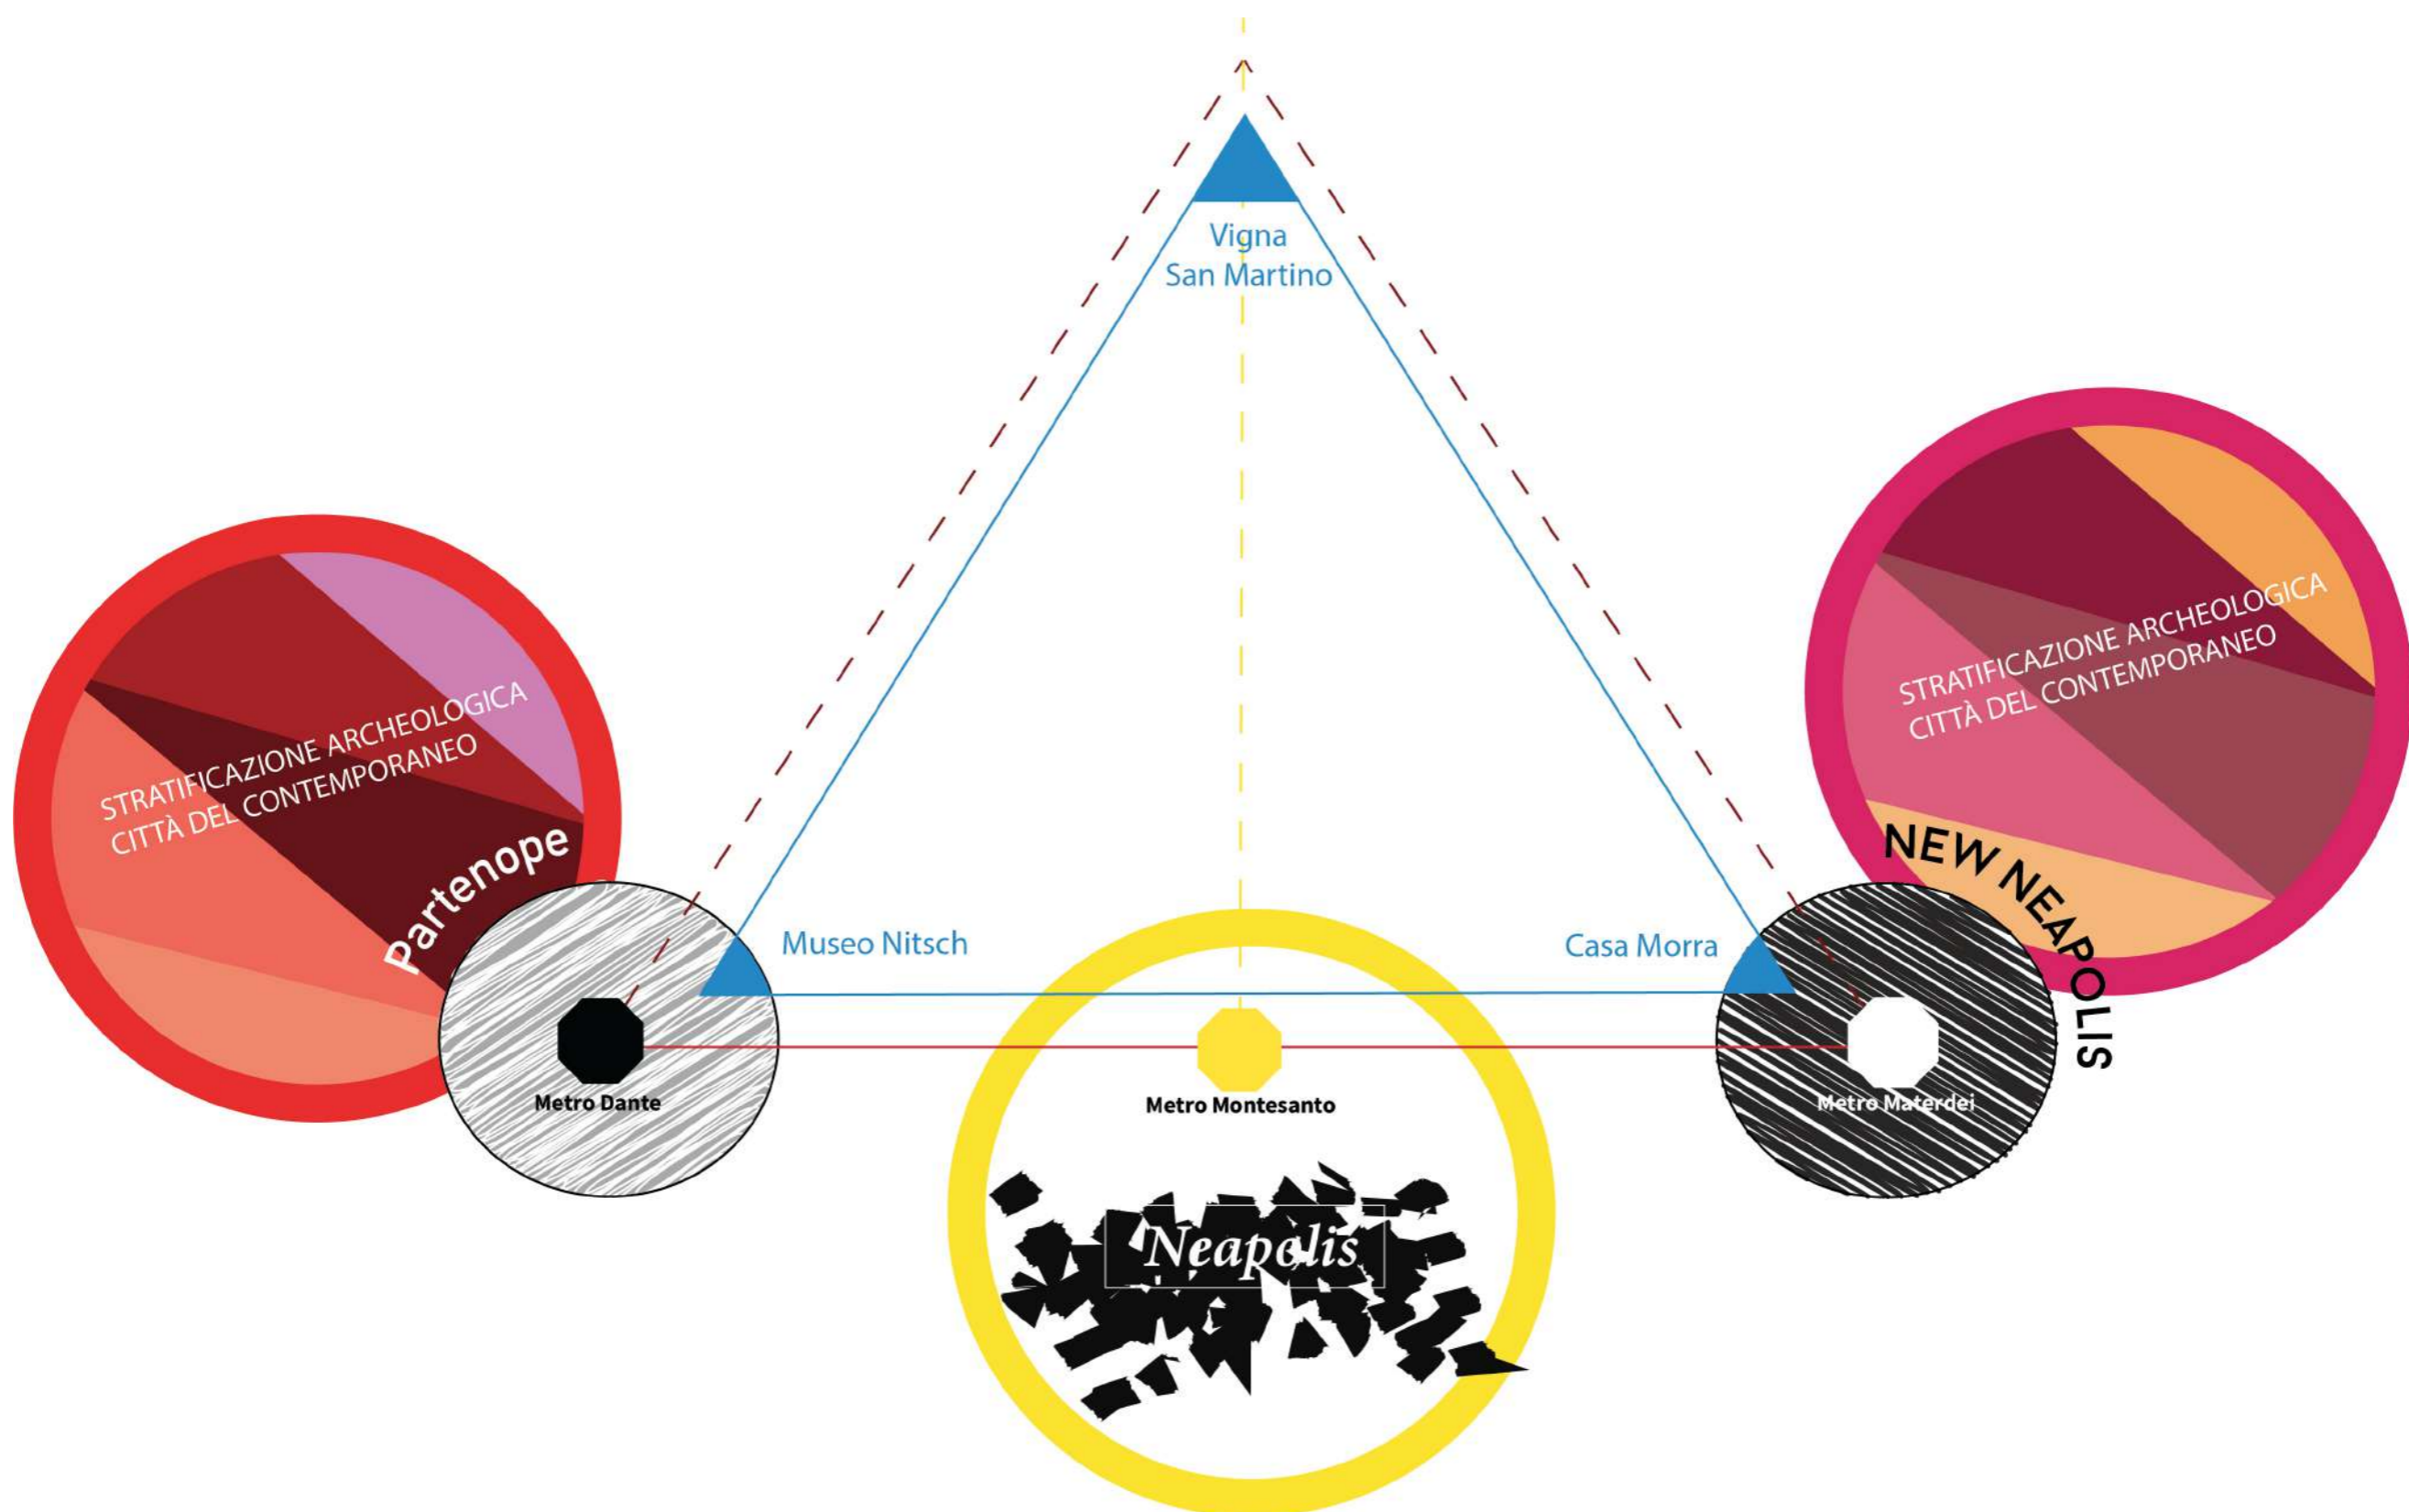 Vigna
San Martino
STRATIFICAZIONE ARCHEOLOGICA
CITTÀ DEL CONTEMPORANEO
Partenope
STRATIFICAZIONE ARCHEOLOGICA
CITTÀ DEL CONTEMPORANEO
NEW NEAPOLIS
Museo Nitsch
Casa Morra
Metro Dante
Metro Montesanto
Metro Materdei
Neapolis